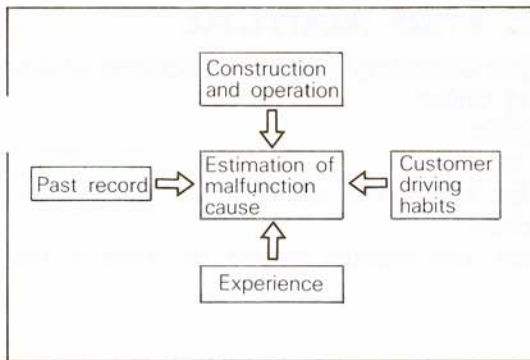 Construction
and operation
Past record
Estimation of
malfunction
cause
Customer
driving
habits
Experience